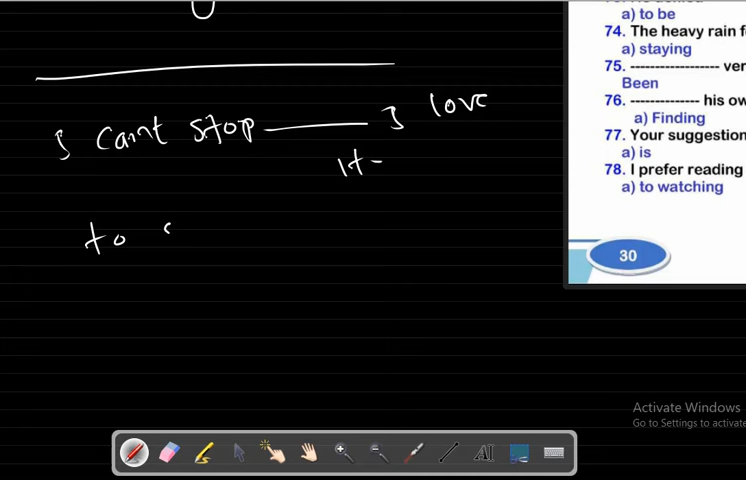 I can't stop ———— I love
it -
to
a) to be
74. The heavy rain f
a) staying
75. ------------------ ver
Been
76. -------------- his ow
a) Finding
77. Your suggestion
a) is
78. I prefer reading
a) to watching
30
Activate Windows
Go to Settings to activate
AI